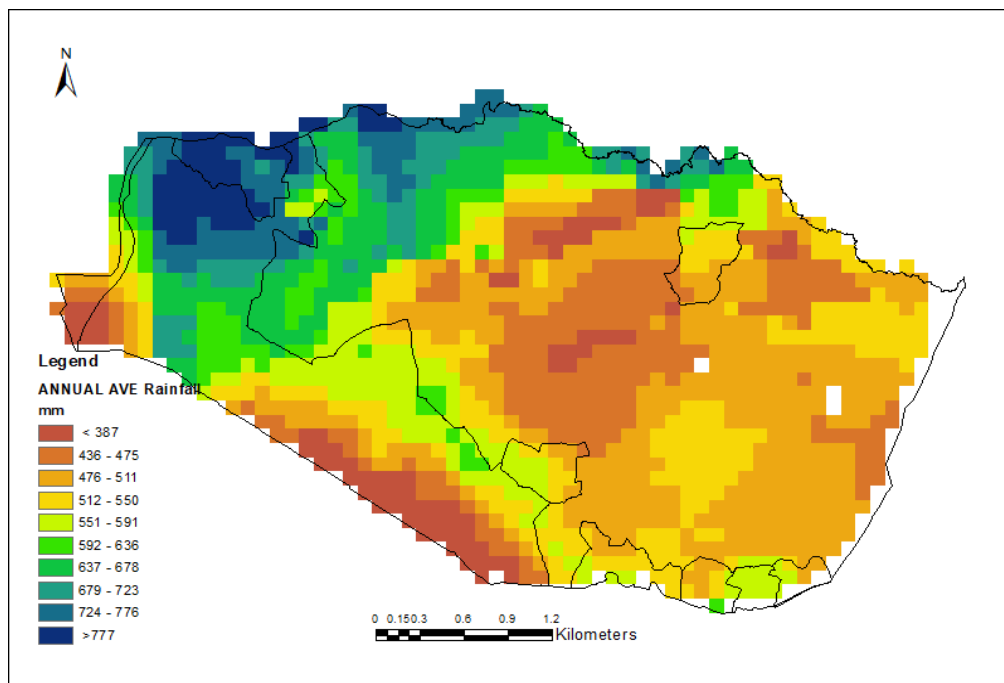 N
Legend
ANNUAL AVE Rainfall
mm
< 387
436 - 475
476 - 511
512 - 550
551 - 591
592 - 636
637 - 678
679 - 723
724 - 776
>777
0 0.150.3 0.6 0.9 1.2
Kilometers